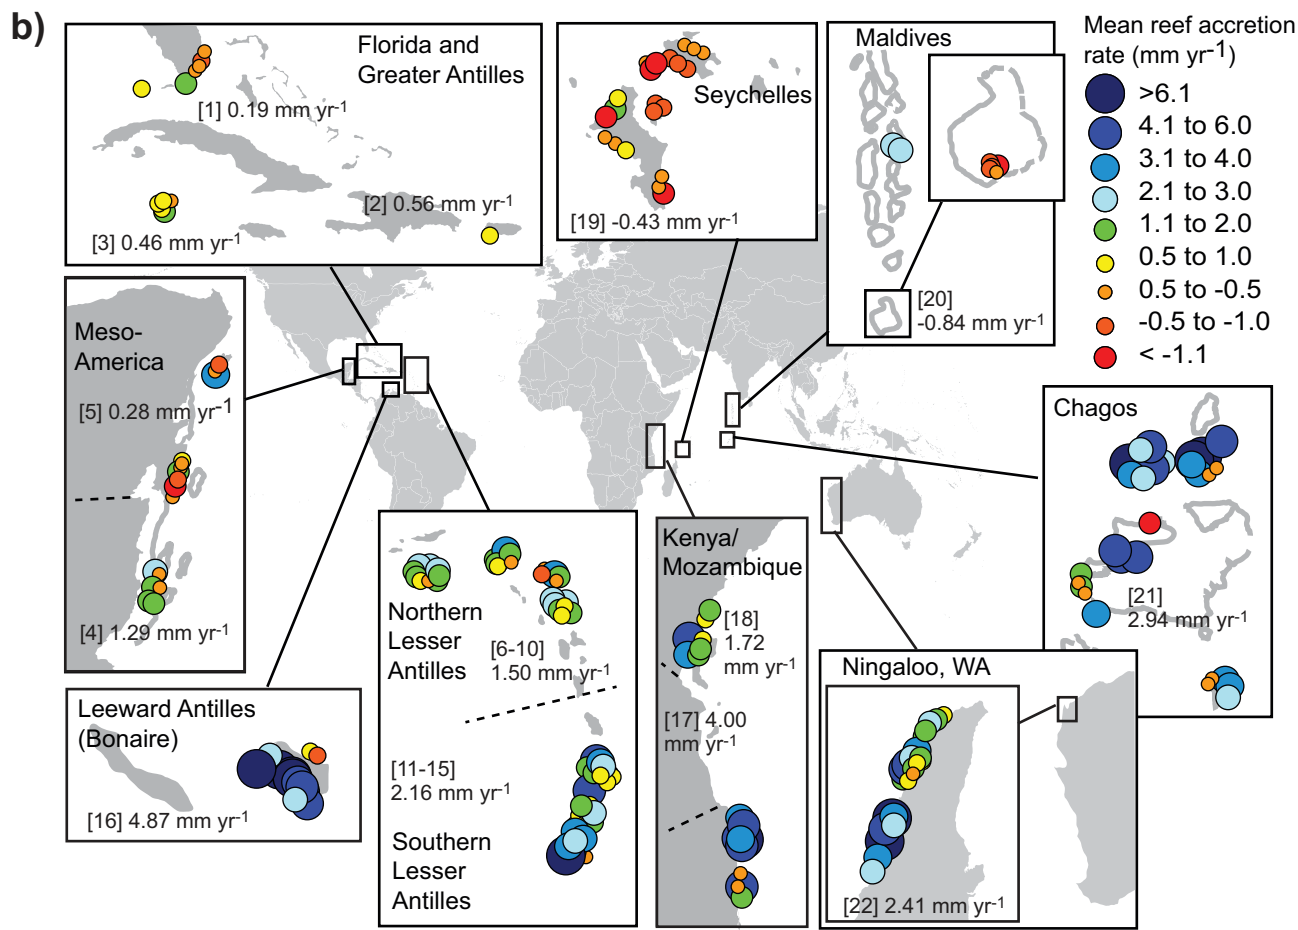 b)
Florida and
Greater Antilles
[1] 0.19 mm yr-1
[2] 0.56 mm yr-1
[3] 0.46 mm yr-1
Seychelles
[19] -0.43 mm yr-1
Maldives
[20]
-0.84 mm yr-1
Mean reef accretion
rate (mm yr-1)
>6.1
4.1 to 6.0
3.1 to 4.0
2.1 to 3.0
1.1 to 2.0
0.5 to 1.0
0.5 to -0.5
-0.5 to -1.0
< -1.1
Meso-
America
[5] 0.28 mm yr-1
[4] 1.29 mm yr-1
Chagos
[21]
2.94 mm yr-1
Northern
Lesser
Antilles
[6-10]
1.50 mm yr-1
[11-15]
2.16 mm yr-1
Southern
Lesser
Antilles
Kenya/
Mozambique
[18]
1.72
mm yr-1
[17] 4.00
mm yr-1
Ningaloo, WA
[22] 2.41 mm yr-1
Leeward Antilles
(Bonaire)
[16] 4.87 mm yr-1